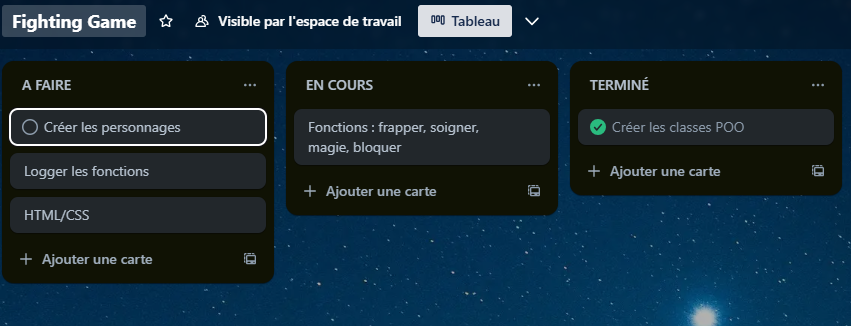 Fighting Game
Visible par l'espace de travail
Tableau
A FAIRE
Créer les personnages
Logger les fonctions
HTML/CSS
Ajouter une carte
EN COURS
Fonctions : frapper, soigner,
magie, bloquer
Ajouter une carte
TERMINÉ
Créer les classes POO
Ajouter une carte